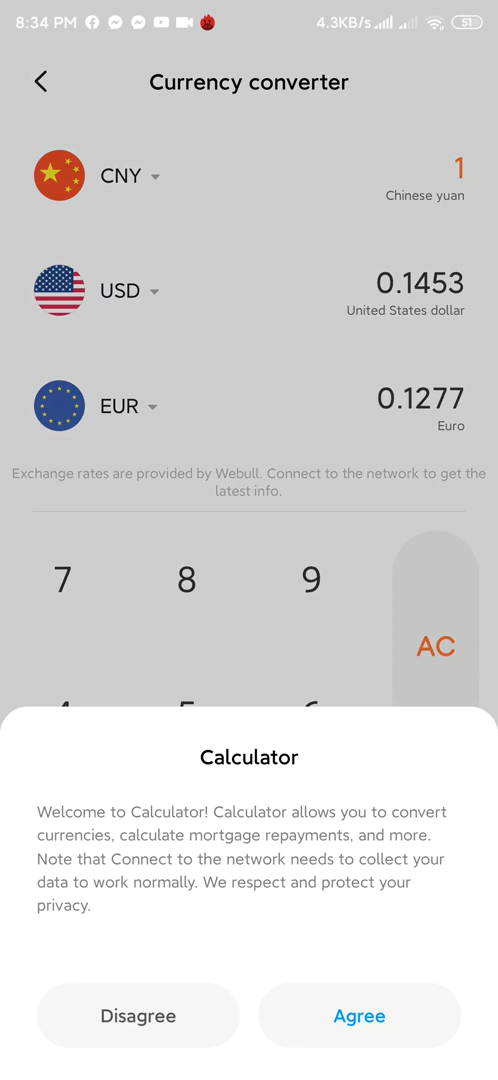 8:34 PM 4.3KB/s 51
Currency converter
CNY 1
Chinese yuan
USD 0.1453
United States dollar
EUR 0.1277
Euro
Exchange rates are provided by Webull. Connect to the network to get the
latest info.
7 8 9
AC
Calculator
Welcome to Calculator! Calculator allows you to convert
currencies, calculate mortgage repayments, and more.
Note that Connect to the network needs to collect your
data to work normally. We respect and protect your
privacy.
Disagree Agree